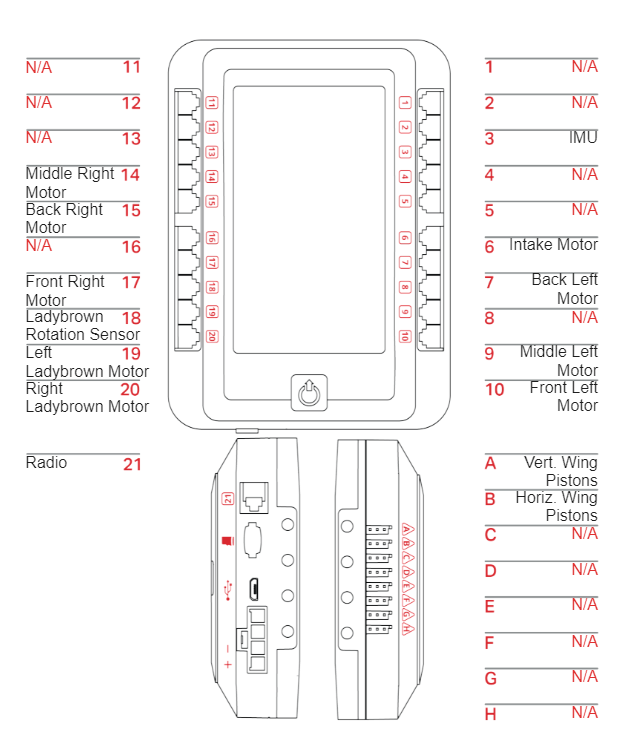 N/A 11
N/A 12
N/A 13
Middle Right 14
Motor
Back Right 15
Motor
N/A 16
Front Right 17
Motor
Ladybrown 18
Rotation Sensor
Left 19
Ladybrown Motor
Right 20
Ladybrown Motor
Radio 21
11
12
13
14
15
16
17
18
19
20
1
2
3
4
5
6
7
8
9
10
1 N/A
2 N/A
3 IMU
4 N/A
5 N/A
6 Intake Motor
7 Back Left
Motor
8 N/A
9 Middle Left
Motor
10 Front Left
Motor
A Vert. Wing
Pistons
B Horiz. Wing
Pistons
C N/A
D N/A
E N/A
F N/A
G N/A
H N/A
21
+ −
A
B
C
D
E
F
G
H